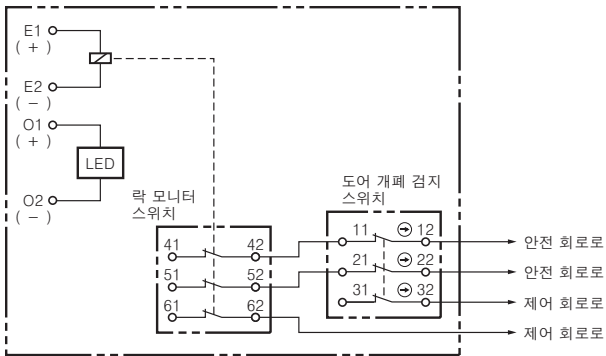 E1
( + )
E2
( − )
O1
( + )
LED
O2
( − )
락 모니터
스위치
41 42
51 52
61 62
도어 개폐 검지
스위치
11 12
21 22
31 32
안전 회로로
안전 회로로
제어 회로로
제어 회로로